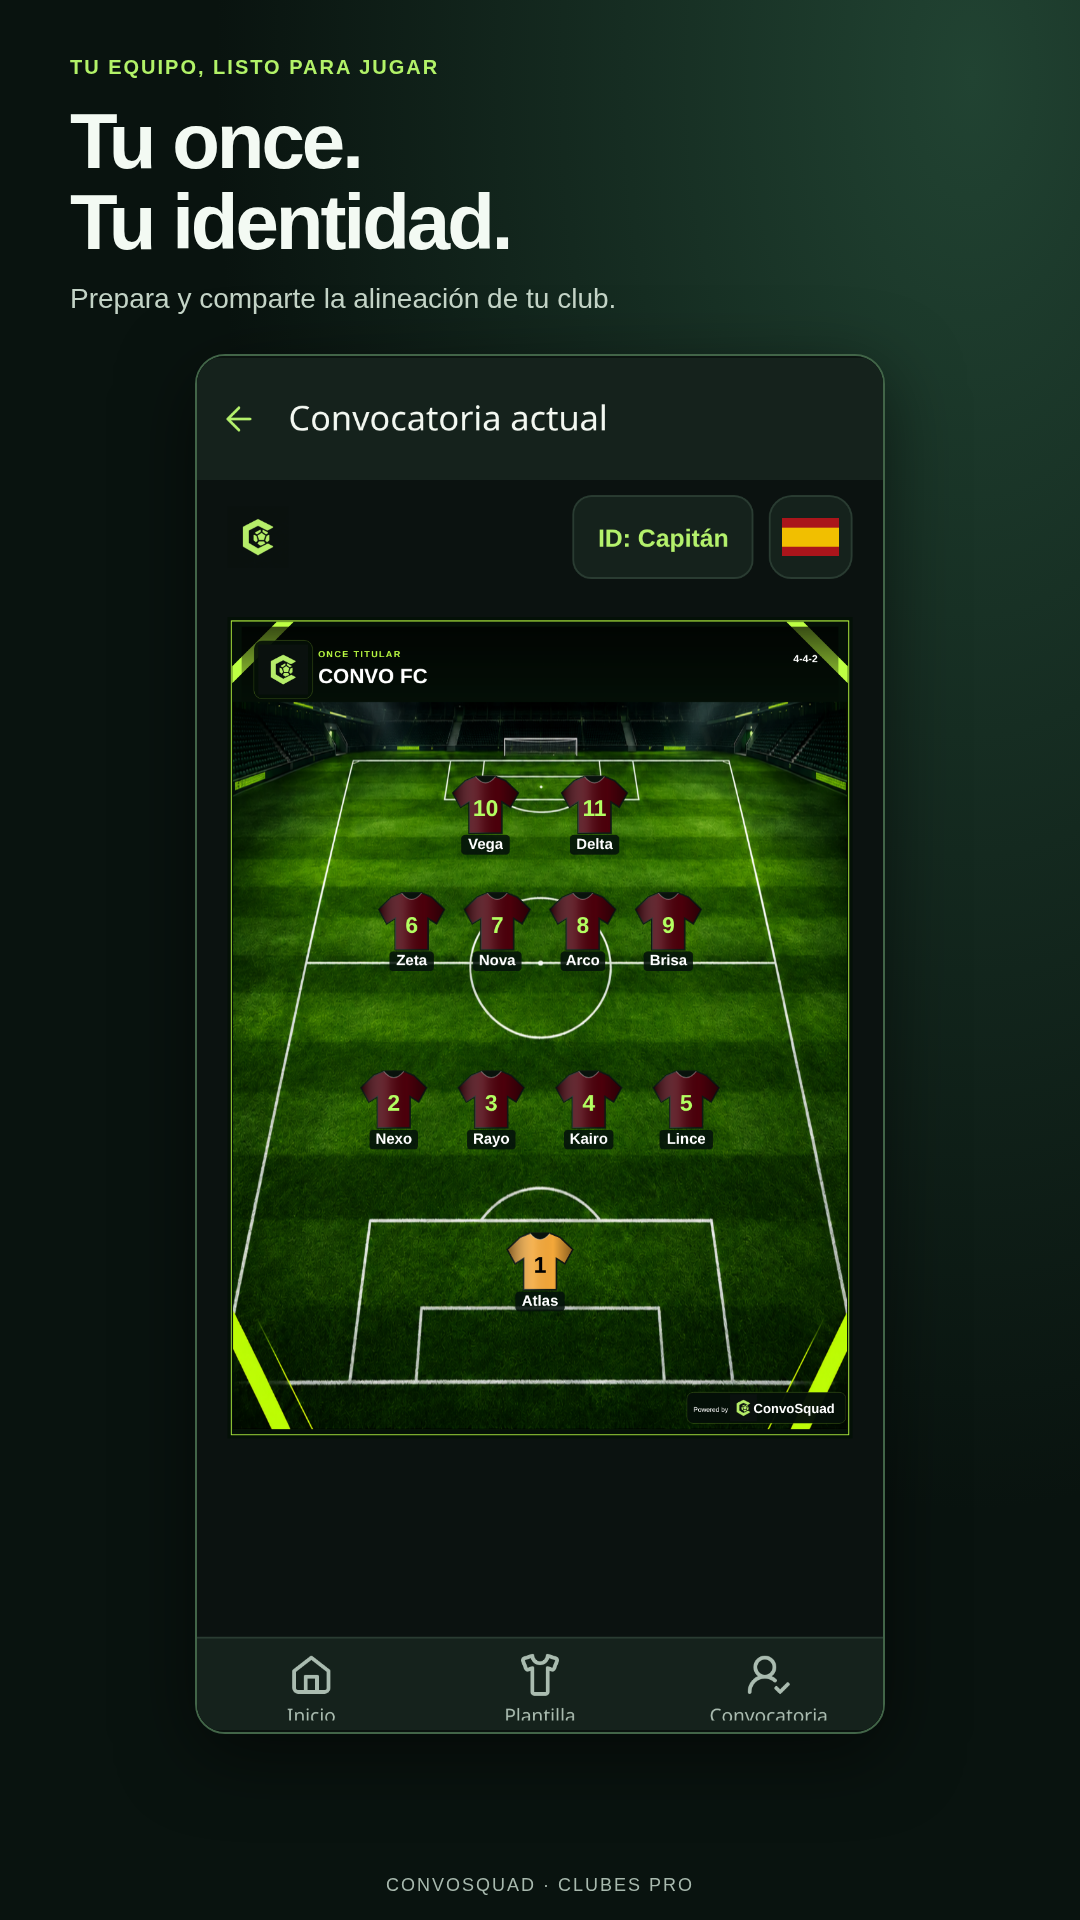 TU EQUIPO, LISTO PARA JUGAR
Tu once.
Tu identidad.
Prepara y comparte la alineación de tu club.
Convocatoria actual
ID: Capitán
ONCE TITULAR
CONVO FC
4-4-2
10 11
Vega Delta
6 7 8 9
Zeta Nova Arco Brisa
2 3 4 5
Nexo Rayo Kairo Lince
1
Atlas
Powered by ConvoSquad
Inicio Plantilla Convocatoria
CONVOSQUAD · CLUBES PRO